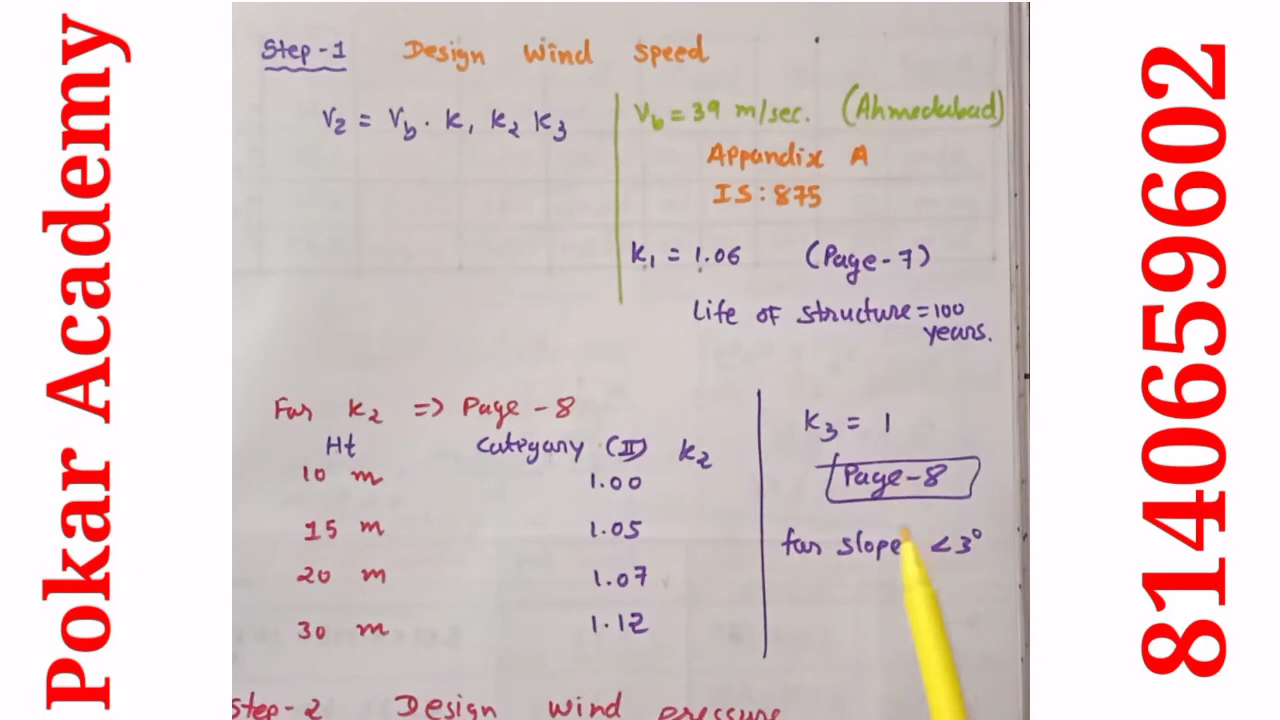 Pokar Academy
Step-1 Design Wind Speed
Vz = Vb . K1 K2 K3
Vb = 39 m/sec. (Ahmedabad)
Appandix A
IS:875
K1 = 1.06 (Page-7)
Life of structure = 100
years.
For K2 => Page-8
Ht Category (II) K2
10 m 1.00
15 m 1.05
20 m 1.07
30 m 1.12
K3 = 1
Page-8
for slope <3°
Step-2 Design Wind pressure
8140659602